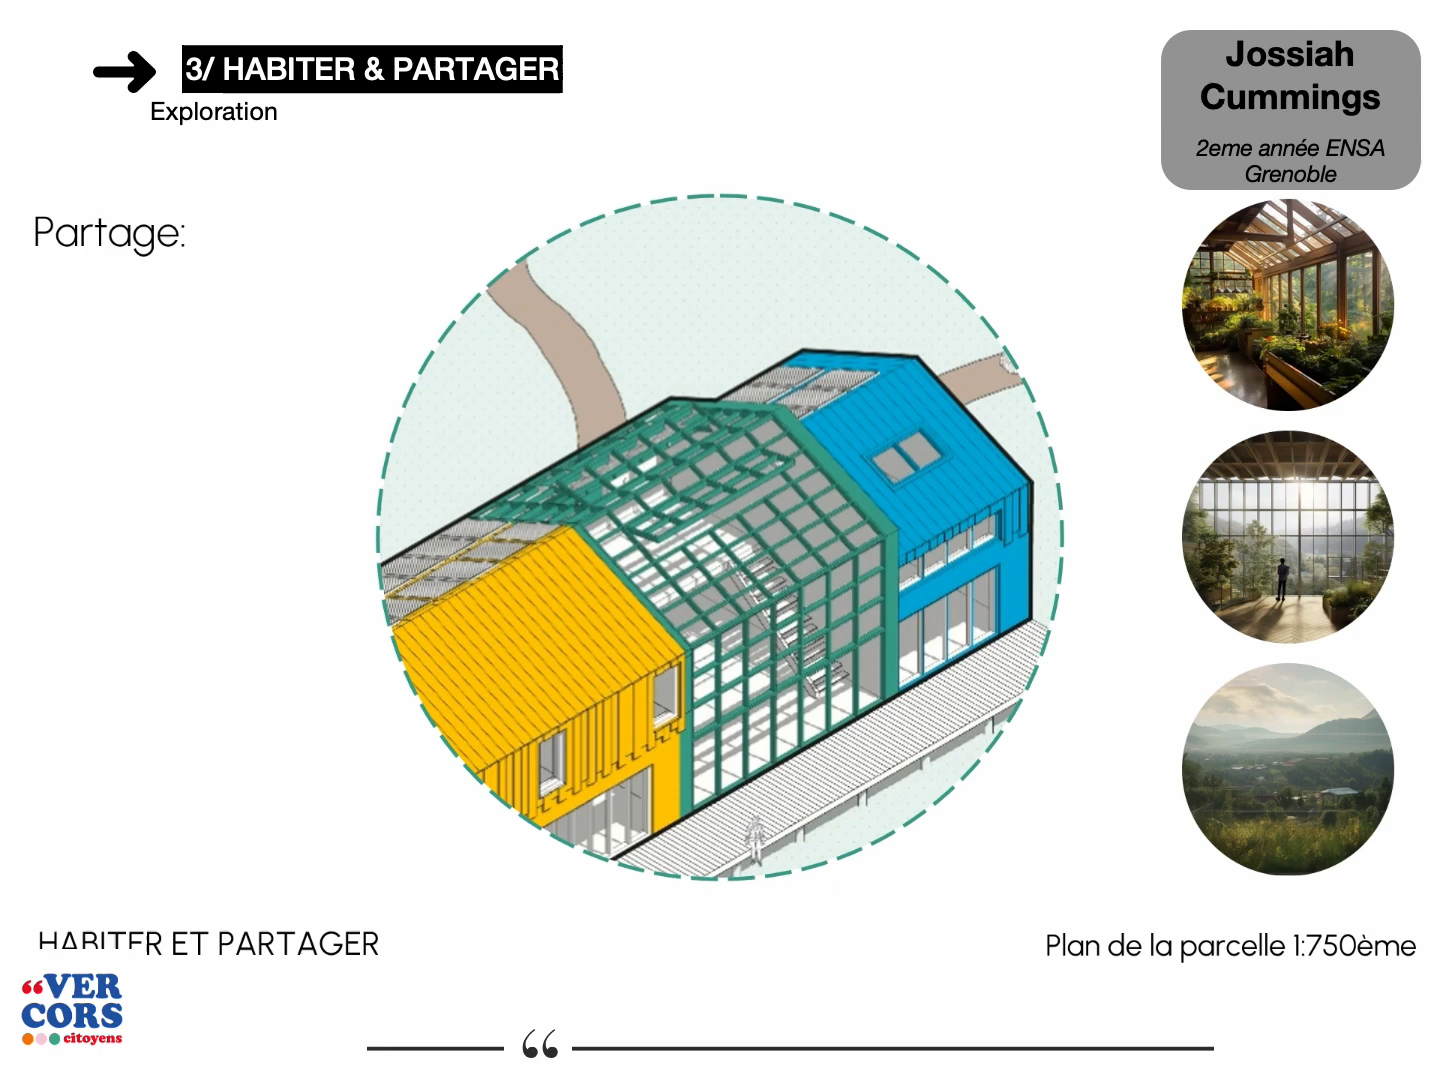 3/ HABITER & PARTAGER
Exploration
Jossiah
Cummings
2eme année ENSA
Grenoble
Partage:
HABITER ET PARTAGER
Plan de la parcelle 1:750ème
“VER
CORS
citoyens
“